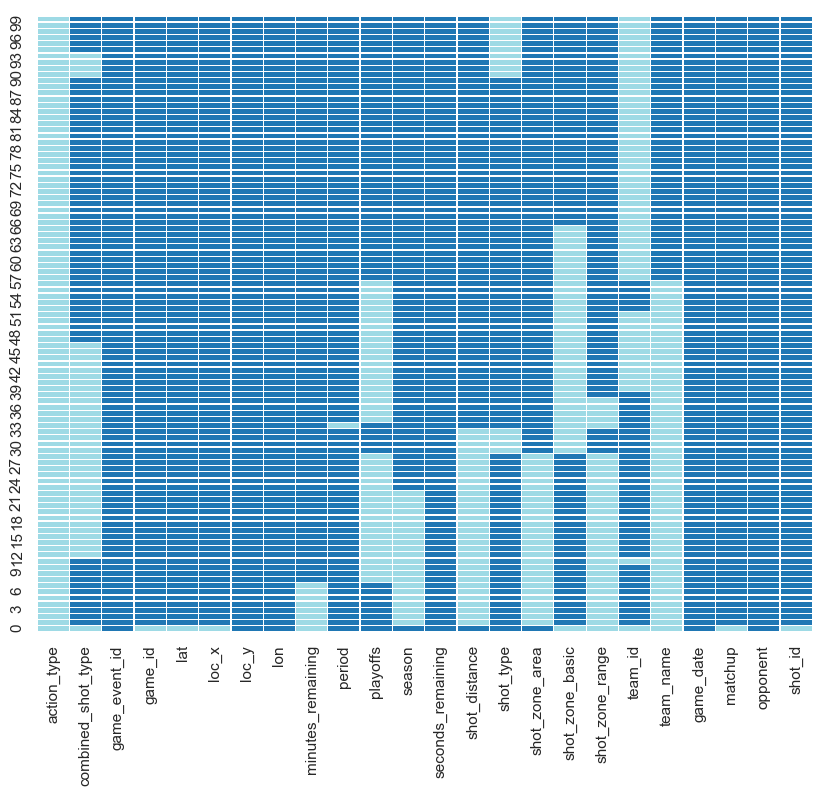 99
96
93
90
87
84
81
78
75
72
69
66
63
60
57
54
51
48
45
42
39
36
33
30
27
24
21
18
15
12
9
6
3
0
action_type
combined_shot_type
game_event_id
game_id
lat
loc_x
loc_y
lon
minutes_remaining
period
playoffs
season
seconds_remaining
shot_distance
shot_type
shot_zone_area
shot_zone_basic
shot_zone_range
team_id
team_name
game_date
matchup
opponent
shot_id